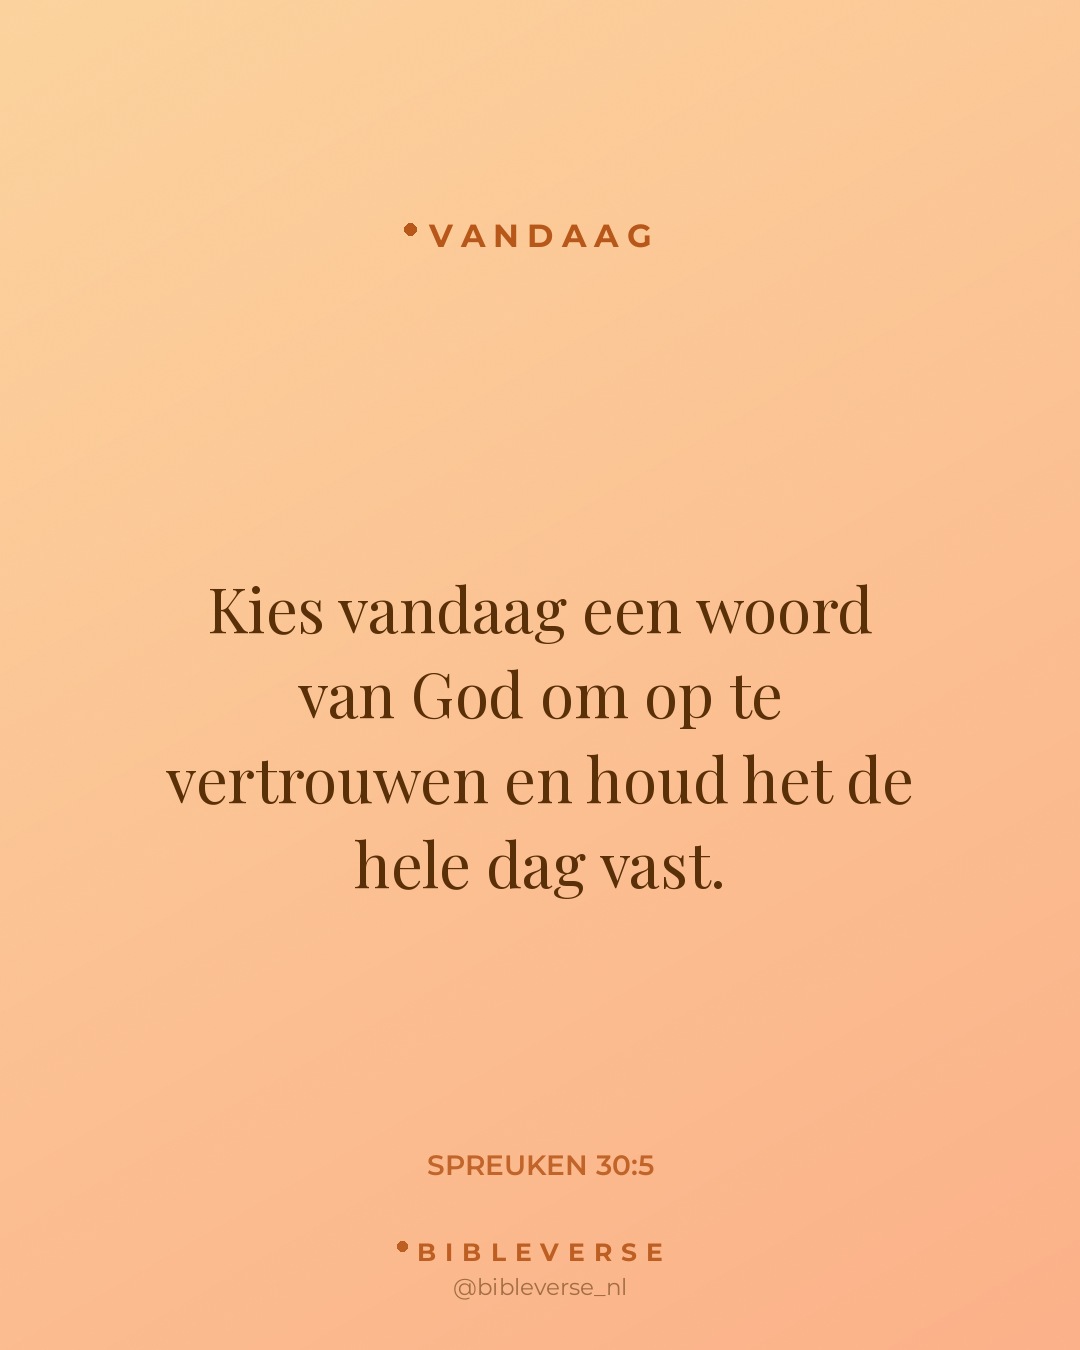 VANDAAG
Kies vandaag een woord
van God om op te
vertrouwen en houd het de
hele dag vast.
SPREUKEN 30:5
BIBLEVERSE
@bibleverse_nl